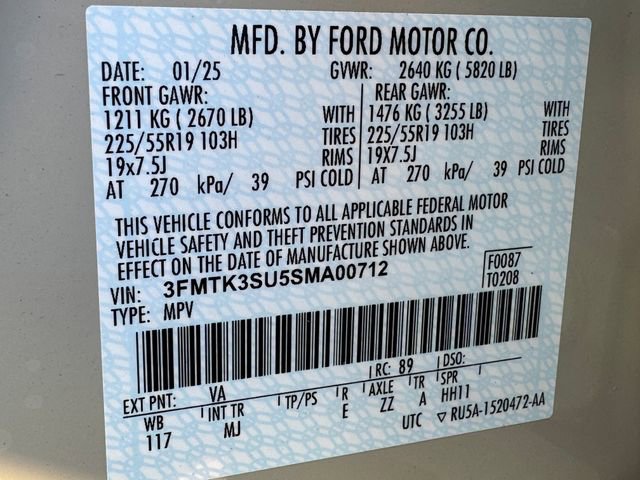 MFD. BY FORD MOTOR CO.
DATE: 01/25 GVWR: 2640 KG ( 5820 LB)
FRONT GAWR: REAR GAWR:
1211 KG ( 2670 LB) WITH 1476 KG ( 3255 LB) WITH
225/55R19 103H TIRES 225/55R19 103H TIRES
19x7.5J RIMS 19x7.5J RIMS
AT 270 kPa/ 39 PSI COLD AT 270 kPa/ 39 PSI COLD
THIS VEHICLE CONFORMS TO ALL APPLICABLE FEDERAL MOTOR
VEHICLE SAFETY AND THEFT PREVENTION STANDARDS IN
EFFECT ON THE DATE OF MANUFACTURE SHOWN ABOVE.
VIN: 3FMTK3SU5SMA00712 F0087
TYPE: MPV T0208
EXT PNT: VA RC: 89 DSO:
WB INT TR TP/PS R AXLE TR SPR
117 MJ E ZZ A HH11
UTC ▽ RU5A-1520472-AA